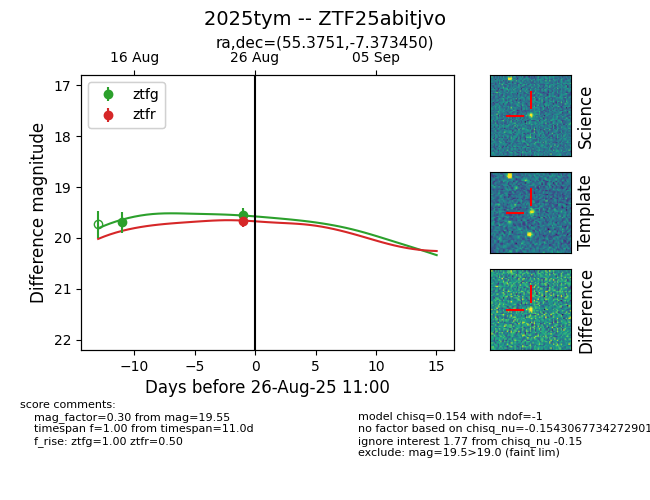 2025tym -- ZTF25abitjvo
ra,dec=(55.3751,-7.373450)
16 Aug 26 Aug 05 Sep
ztfg
ztfr
17
18
19
20
21
22
Difference magnitude
−10 −5 0 5 10 15
Days before 26-Aug-25 11:00
Science
Template
Difference
score comments:
mag_factor=0.30 from mag=19.55
timespan f=1.00 from timespan=11.0d
f_rise: ztfg=1.00 ztfr=0.50
model chisq=0.154 with ndof=-1
no factor based on chisq_nu=-0.1543067734272901
ignore interest 1.77 from chisq_nu -0.15
exclude: mag=19.5>19.0 (faint lim)